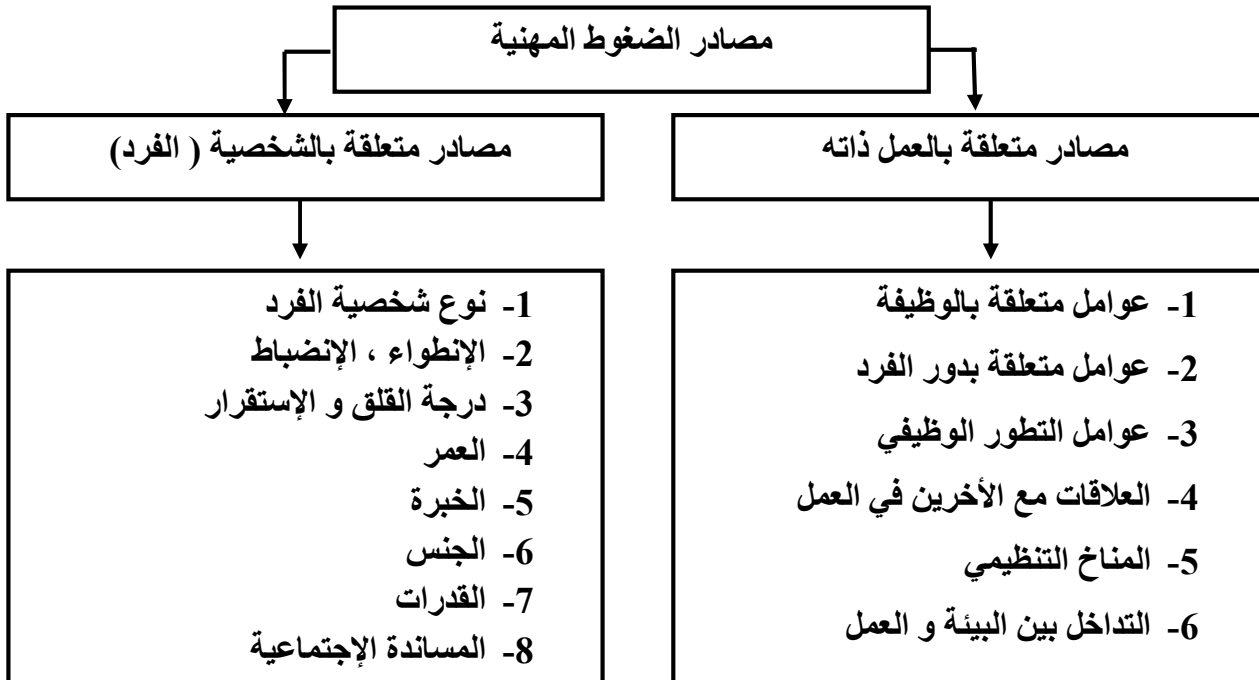 مصادر الضغوط المهنية
مصادر متعلقة بالعمل ذاته
1- عوامل متعلقة بالوظيفة
2- عوامل متعلقة بدور الفرد
3- عوامل التطور الوظيفي
4- العلاقات مع الأخرين في العمل
5- المناخ التنظيمي
6- التداخل بين البيئة و العمل
مصادر متعلقة بالشخصية ( الفرد)
1- نوع شخصية الفرد
2- الإنطواء ، الإنضباط
3- درجة القلق و الإستقرار
4- العمر
5- الخبرة
6- الجنس
7- القدرات
8- المساندة الإجتماعية